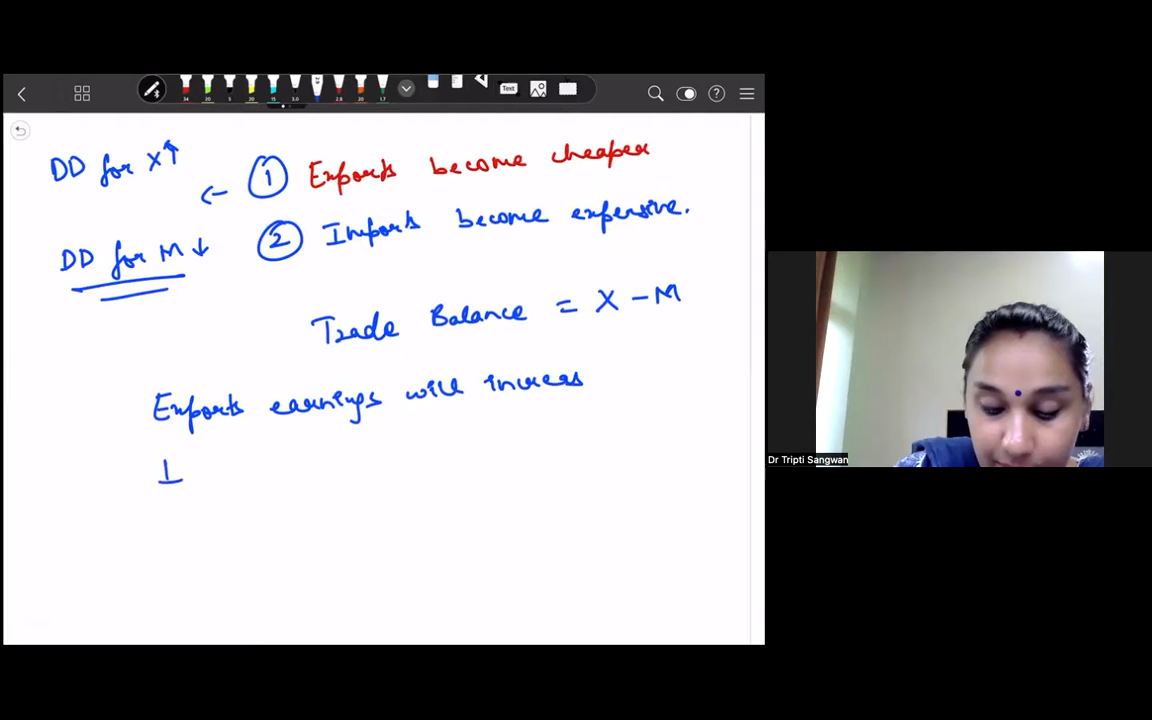 DD for X↑ ← ① Exports become cheaper
DD for M↓ ② Imports become expensive.
Trade Balance = X - M
Exports earnings will increas
I
Dr Tripti Sangwan
Text